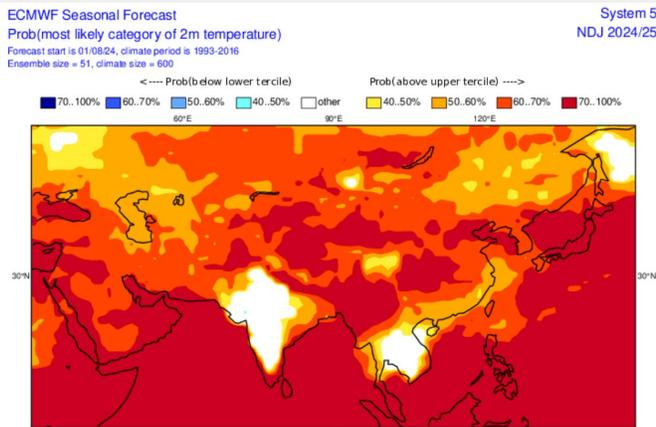 ECMWF Seasonal Forecast
System 5
Prob(most likely category of 2m temperature)
NDJ 2024/25
Forecast start is 01/08/24, climate period is 1993-2016
Ensemble size = 51, climate size = 600
<---- Prob(below lower tercile)
Prob(above upper tercile) ---->
70..100%
60..70%
50..60%
40..50%
other
40..50%
50..60%
60..70%
70..100%
60°E
90°E
120°E
30°N
30°N